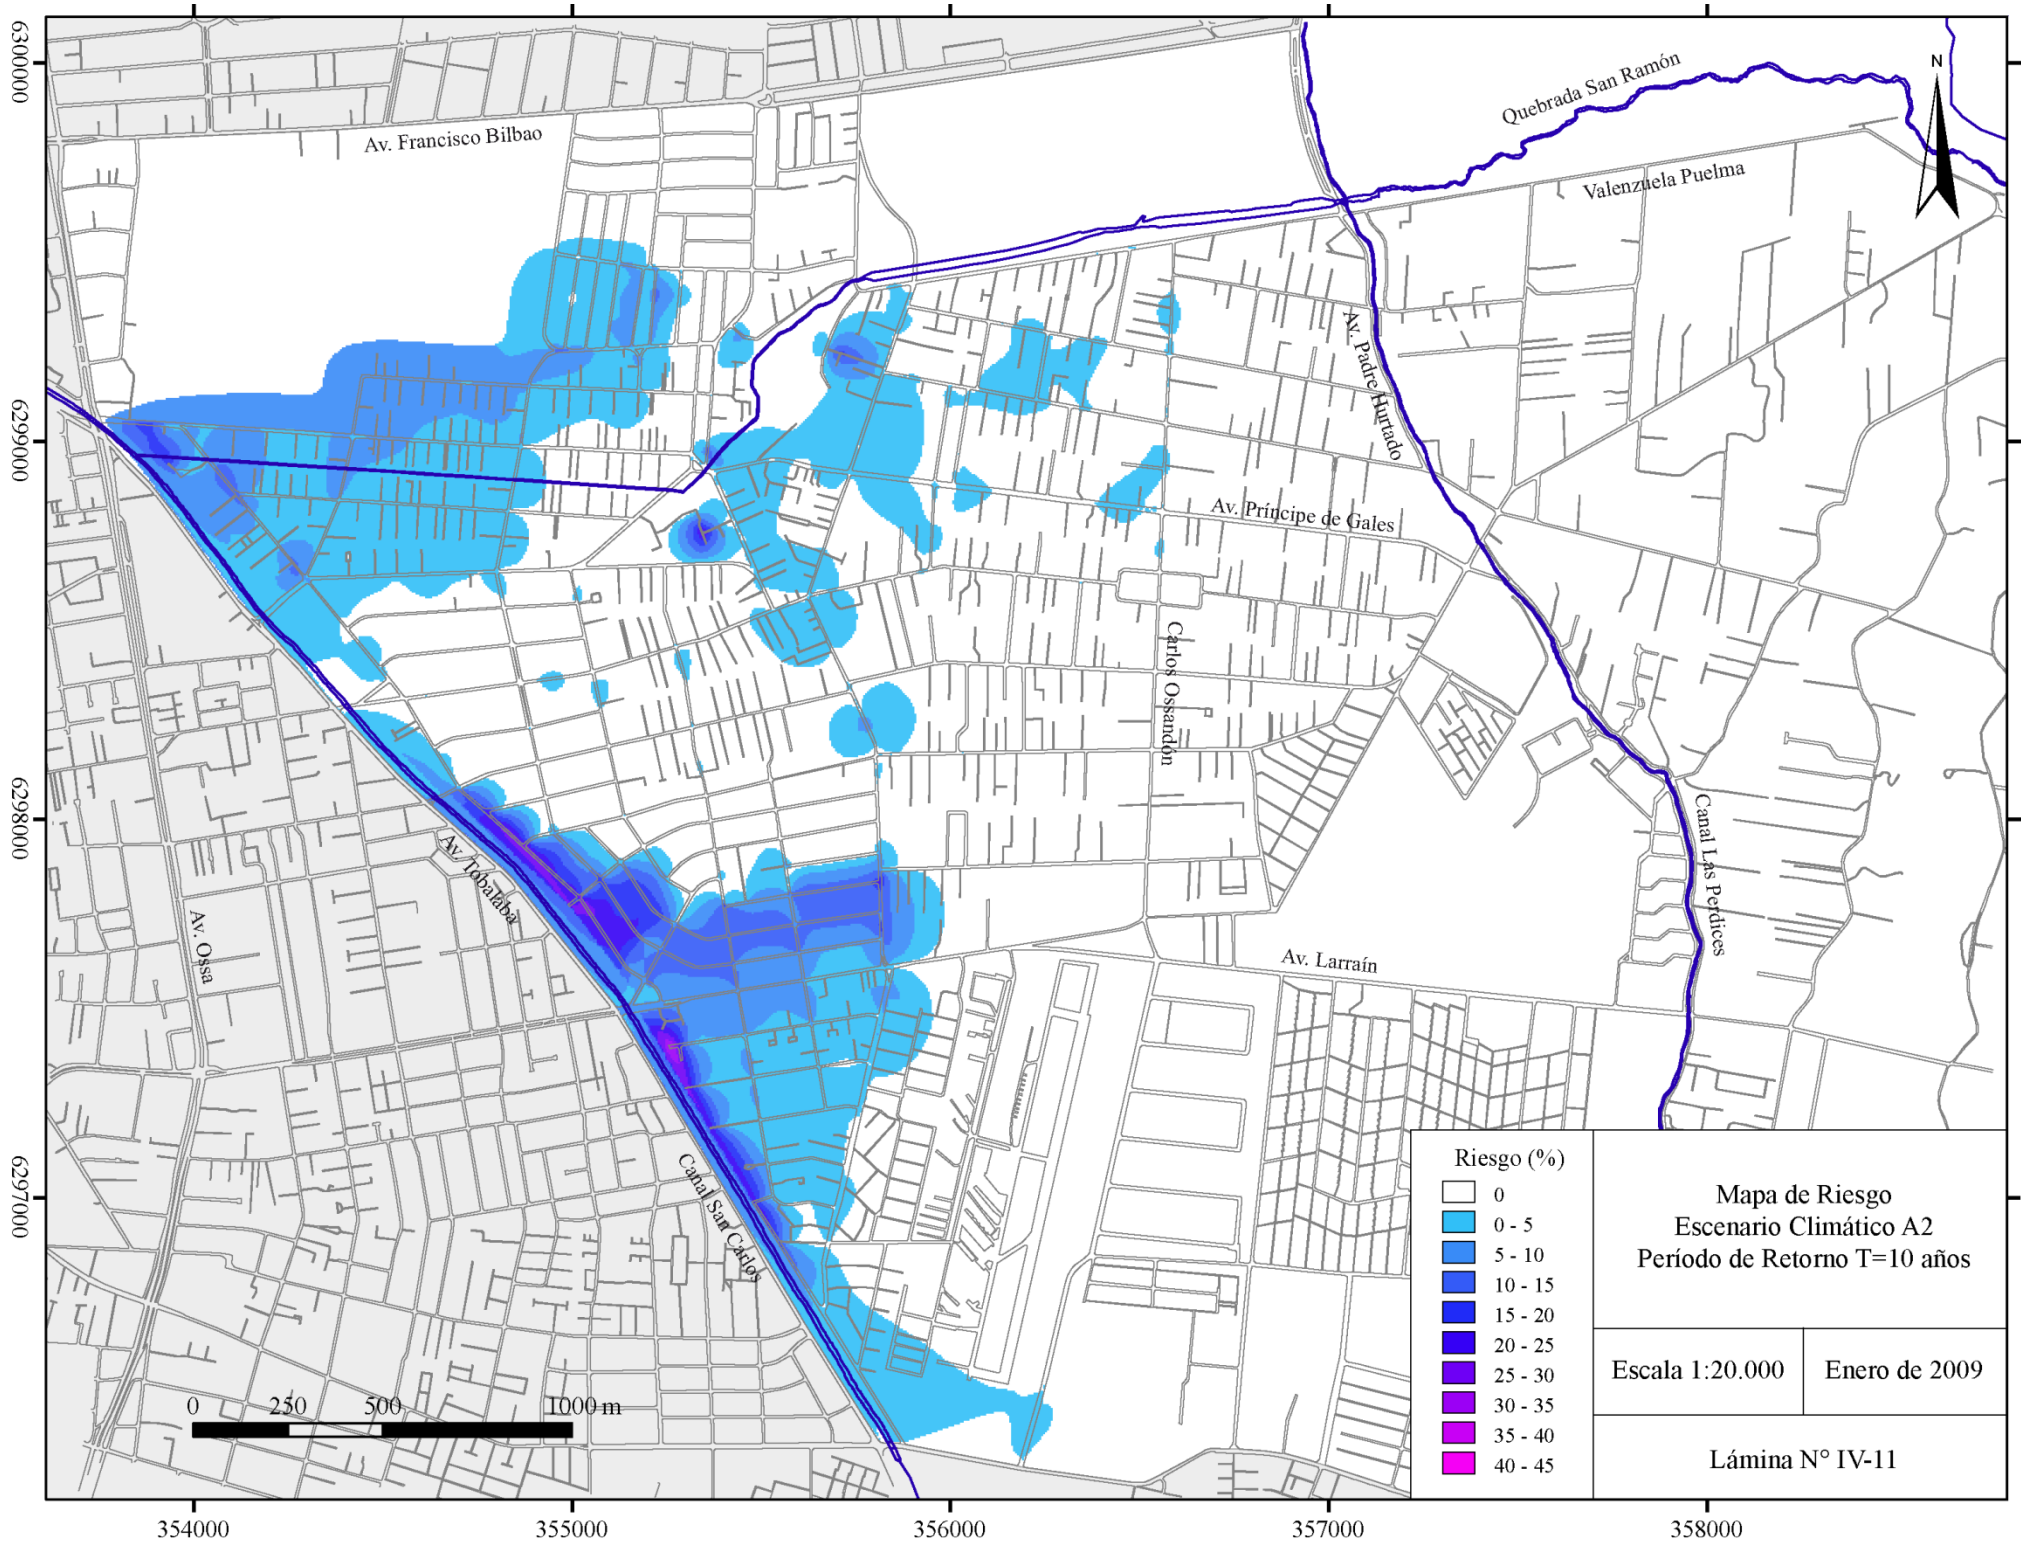 6300000
6299000
6298000
6297000
354000
355000
356000
357000
358000
Av. Francisco Bilbao
Quebrada San Ramón
Valenzuela Puelma
N
Av. Padre Hurtado
Av. Príncipe de Gales
Carlos Ossandón
Canal Las Perdices
Av. Tobalaba
Av. Ossa
Av. Larraín
Canal San Carlos
0 250 500 1000 m
Riesgo (%)
0
0 - 5
5 - 10
10 - 15
15 - 20
20 - 25
25 - 30
30 - 35
35 - 40
40 - 45
Mapa de Riesgo
Escenario Climático A2
Período de Retorno T=10 años
Escala 1:20.000
Enero de 2009
Lámina N° IV-11